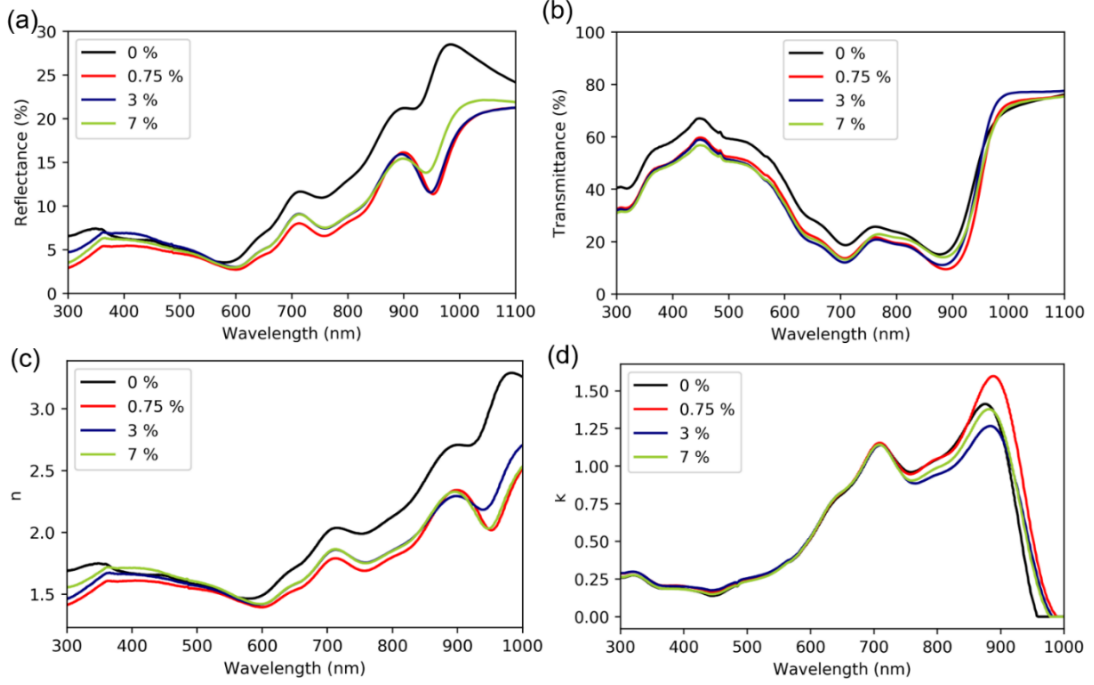 (a)
30
25
20
15
10
5
0
Reflectance (%)
0 %
0.75 %
3 %
7 %
300 400 500 600 700 800 900 1000 1100
Wavelength (nm)
(b)
100
80
60
40
20
0
Transmittance (%)
0 %
0.75 %
3 %
7 %
300 400 500 600 700 800 900 1000 1100
Wavelength (nm)
(c)
3.0
2.5
2.0
1.5
n
0 %
0.75 %
3 %
7 %
300 400 500 600 700 800 900 1000
Wavelength (nm)
(d)
1.50
1.25
1.00
0.75
0.50
0.25
0.00
κ
0 %
0.75 %
3 %
7 %
300 400 500 600 700 800 900 1000
Wavelength (nm)